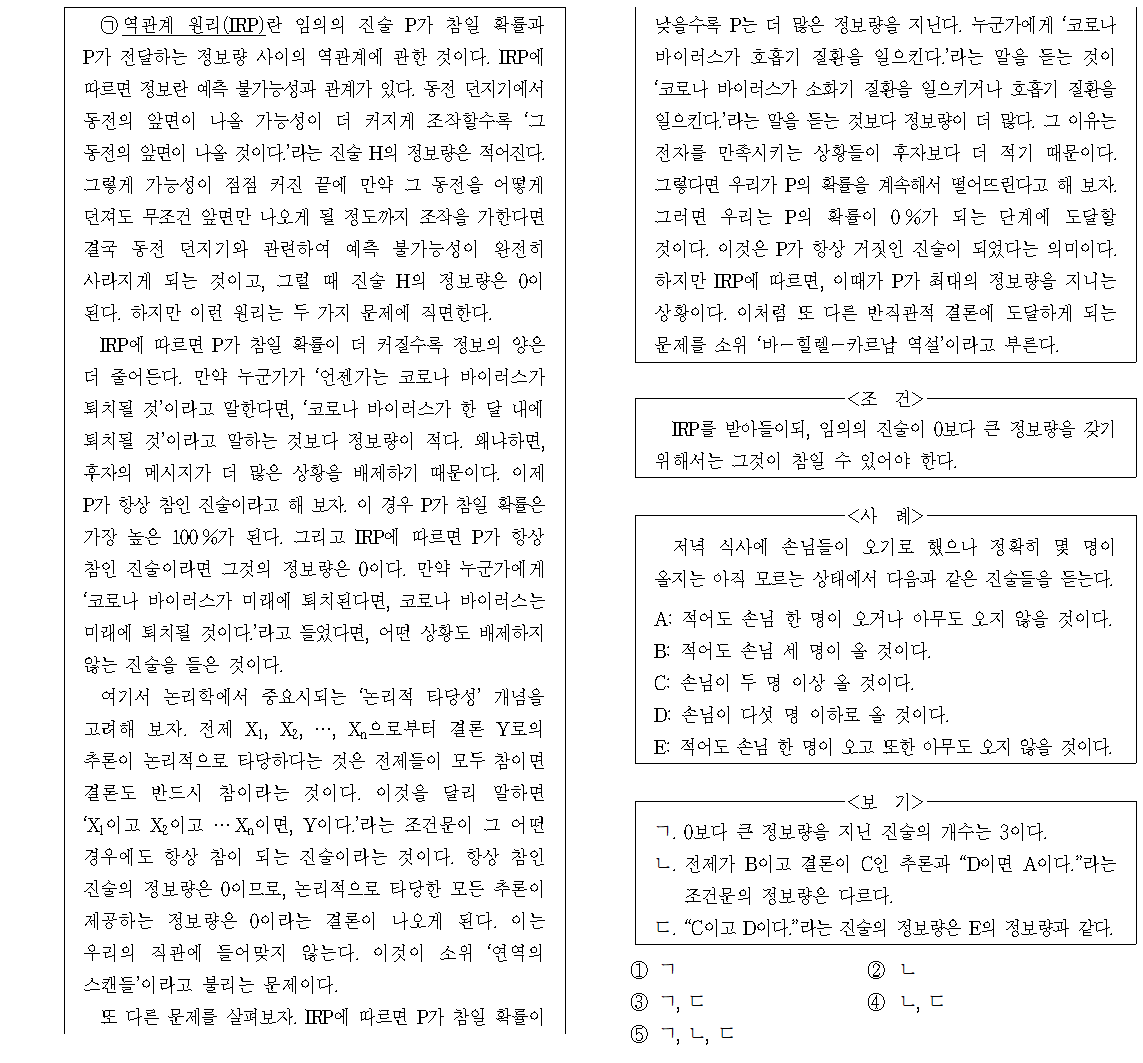 ㉠역관계 원리(IRP)란 임의의 진술 P가 참일 확률과
P가 전달하는 정보량 사이의 역관계에 관한 것이다. IRP에
따르면 정보란 예측 불가능성과 관계가 있다. 동전 던지기에서
동전의 앞면이 나올 가능성이 더 커지게 조작할수록 ‘그
동전의 앞면이 나올 것이다.’라는 진술 H의 정보량은 적어진다.
그렇게 가능성이 점점 커진 끝에 만약 그 동전을 어떻게
던져도 무조건 앞면만 나오게 될 정도까지 조작을 가한다면
결국 동전 던지기와 관련하여 예측 불가능성이 완전히
사라지게 되는 것이고, 그럴 때 진술 H의 정보량은 0이
된다. 하지만 이런 원리는 두 가지 문제에 직면한다.
IRP에 따르면 P가 참일 확률이 더 커질수록 정보의 양은
더 줄어든다. 만약 누군가가 ‘언젠가는 코로나 바이러스가
퇴치될 것’이라고 말한다면, ‘코로나 바이러스가 한 달 내에
퇴치될 것’이라고 말하는 것보다 정보량이 적다. 왜냐하면,
후자의 메시지가 더 많은 상황을 배제하기 때문이다. 이제
P가 항상 참인 진술이라고 해 보자. 이 경우 P가 참일 확률은
가장 높은 100%가 된다. 그리고 IRP에 따르면 P가 항상
참인 진술이라면 그것의 정보량은 0이다. 만약 누군가에게
‘코로나 바이러스가 미래에 퇴치된다면, 코로나 바이러스는
미래에 퇴치될 것이다.’라고 들었다면, 어떤 상황도 배제하지
않는 진술을 들은 것이다.
여기서 논리학에서 중요시되는 ‘논리적 타당성’ 개념을
고려해 보자. 전제 X₁, X₂, …, Xₙ으로부터 결론 Y로의
추론이 논리적으로 타당하다는 것은 전제들이 모두 참이면
결론도 반드시 참이라는 것이다. 이것을 달리 말하면
‘X₁이고 X₂이고 … Xₙ이면, Y이다.’라는 조건문이 그 어떤
경우에도 항상 참이 되는 진술이라는 것이다. 항상 참인
진술의 정보량은 0이므로, 논리적으로 타당한 모든 추론이
제공하는 정보량은 0이라는 결론이 나오게 된다. 이는
우리의 직관에 들어맞지 않는다. 이것이 소위 ‘연역의
스캔들’이라고 불리는 문제이다.
또 다른 문제를 살펴보자. IRP에 따르면 P가 참일 확률이
낮을수록 P는 더 많은 정보량을 지닌다. 누군가에게 ‘코로나
바이러스가 호흡기 질환을 일으킨다.’라는 말을 듣는 것이
‘코로나 바이러스가 소화기 질환을 일으키거나 호흡기 질환을
일으킨다.’라는 말을 듣는 것보다 정보량이 더 많다. 그 이유는
전자를 만족시키는 상황들이 후자보다 더 적기 때문이다.
그렇다면 우리가 P의 확률을 계속해서 떨어뜨린다고 해 보자.
그러면 우리는 P의 확률이 0%가 되는 단계에 도달할
것이다. 이것은 P가 항상 거짓인 진술이 되었다는 의미이다.
하지만 IRP에 따르면, 이때가 P가 최대의 정보량을 지니는
상황이다. 이처럼 또 다른 반직관적 결론에 도달하게 되는
문제를 소위 ‘바-힐렐-카르납 역설’이라고 부른다.
<조 건>
IRP를 받아들이되, 임의의 진술이 0보다 큰 정보량을 갖기
위해서는 그것이 참일 수 있어야 한다.
<사 례>
저녁 식사에 손님들이 오기로 했으나 정확히 몇 명이
올지는 아직 모르는 상태에서 다음과 같은 진술들을 듣는다.
A: 적어도 손님 한 명이 오거나 아무도 오지 않을 것이다.
B: 적어도 손님 세 명이 올 것이다.
C: 손님이 두 명 이상 올 것이다.
D: 손님이 다섯 명 이하로 올 것이다.
E: 적어도 손님 한 명이 오고 또한 아무도 오지 않을 것이다.
<보 기>
ㄱ. 0보다 큰 정보량을 지닌 진술의 개수는 3이다.
ㄴ. 전제가 B이고 결론이 C인 추론과 “D이면 A이다.”라는
조건문의 정보량은 다르다.
ㄷ. “C이고 D이다.”라는 진술의 정보량은 E의 정보량과 같다.
① ㄱ ② ㄴ
③ ㄱ, ㄷ ④ ㄴ, ㄷ
⑤ ㄱ, ㄴ, ㄷ